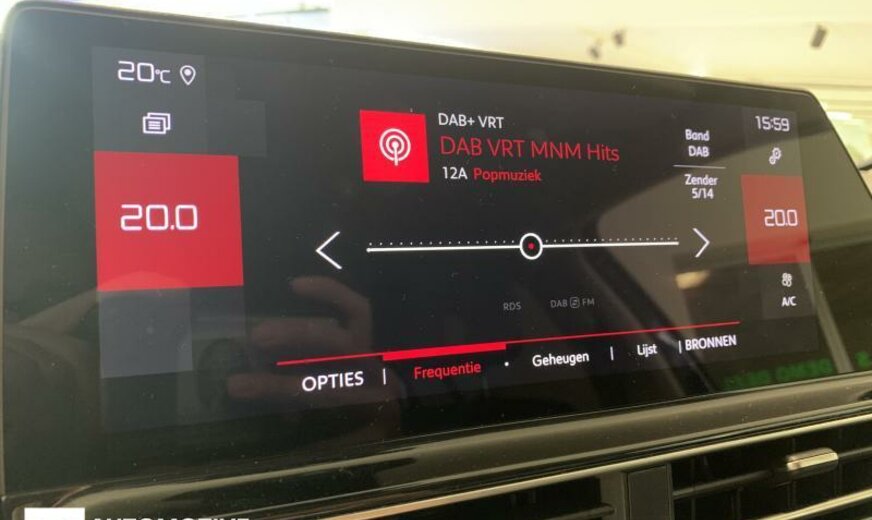 20°C
20.0
DAB+ VRT
DAB VRT MNM Hits
12A Popmuziek
Band
DAB
Zender
5/14
15:59
20.0
A/C
RDS
DAB FM
OPTIES | Frequentie · Geheugen | Lijst | BRONNEN
AUTOMOTIVE